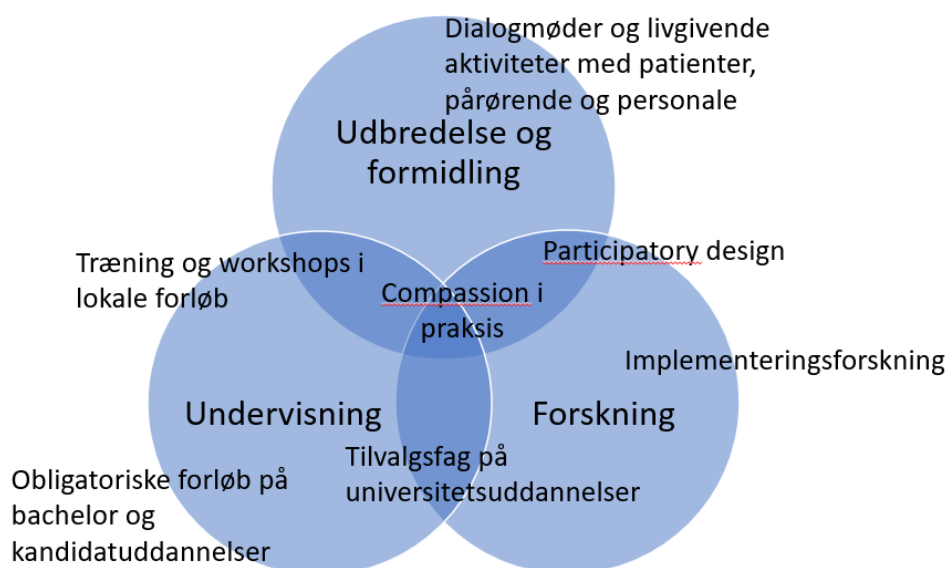 Dialogmøder og livgivende
aktiviteter med patienter,
pårørende og personale
Udbredelse og
formidling
Træning og workshops i
lokale forløb
Participatory design
Compassion i
praksis
Implementeringsforskning
Undervisning
Forskning
Tilvalgsfag på
universitetsuddannelser
Obligatoriske forløb på
bachelor og
kandidatuddannelser